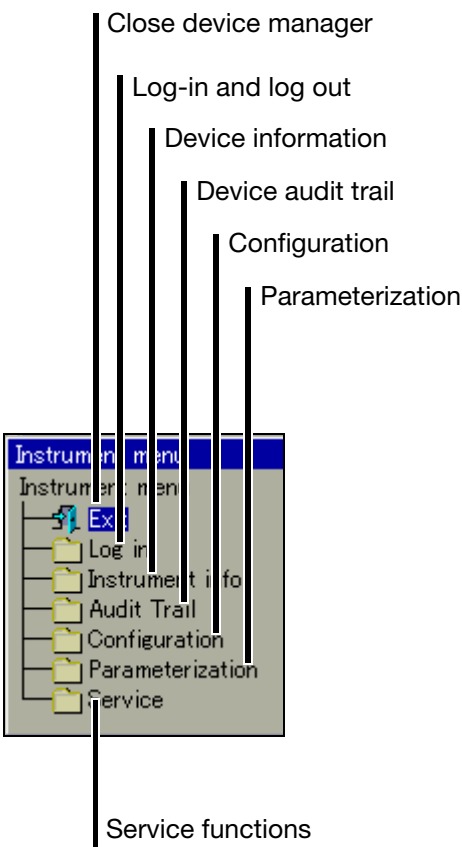 Close device manager
Log-in and log out
Device information
Device audit trail
Configuration
Parameterization
Instrument menu
Instrument menu
Exit
Log in
Instrument info
Audit Trail
Configuration
Parameterization
Service
Service functions